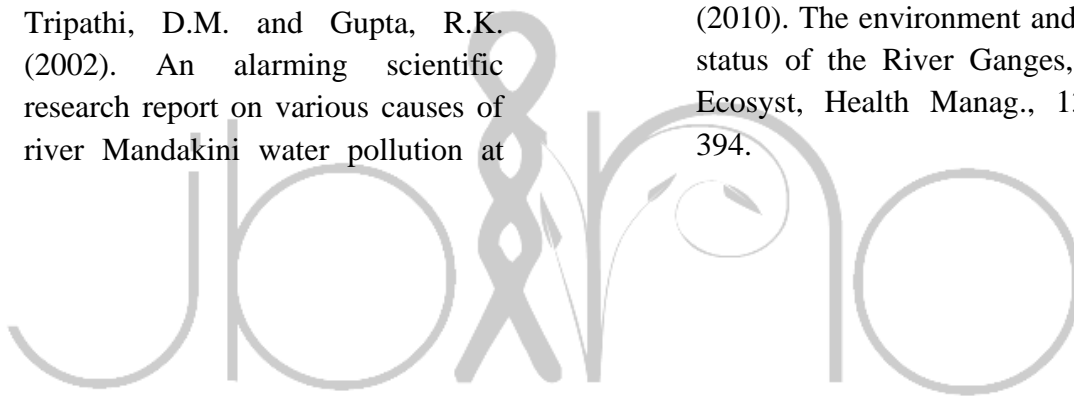 Tripathi, D.M. and Gupta, R.K.
(2002). An alarming scientific
research report on various causes of
river Mandakini water pollution at
(2010). The environment and
status of the River Ganges,
Ecosyst, Health Manag.,
394.